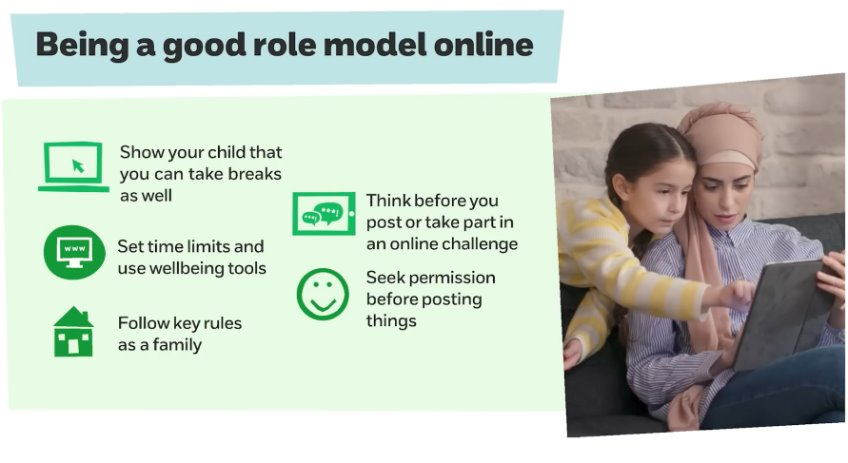 Being a good role model online
Show your child that
you can take breaks
as well
Set time limits and
use wellbeing tools
www
Follow key rules
as a family
Think before you
post or take part in
an online challenge
Seek permission
before posting
things